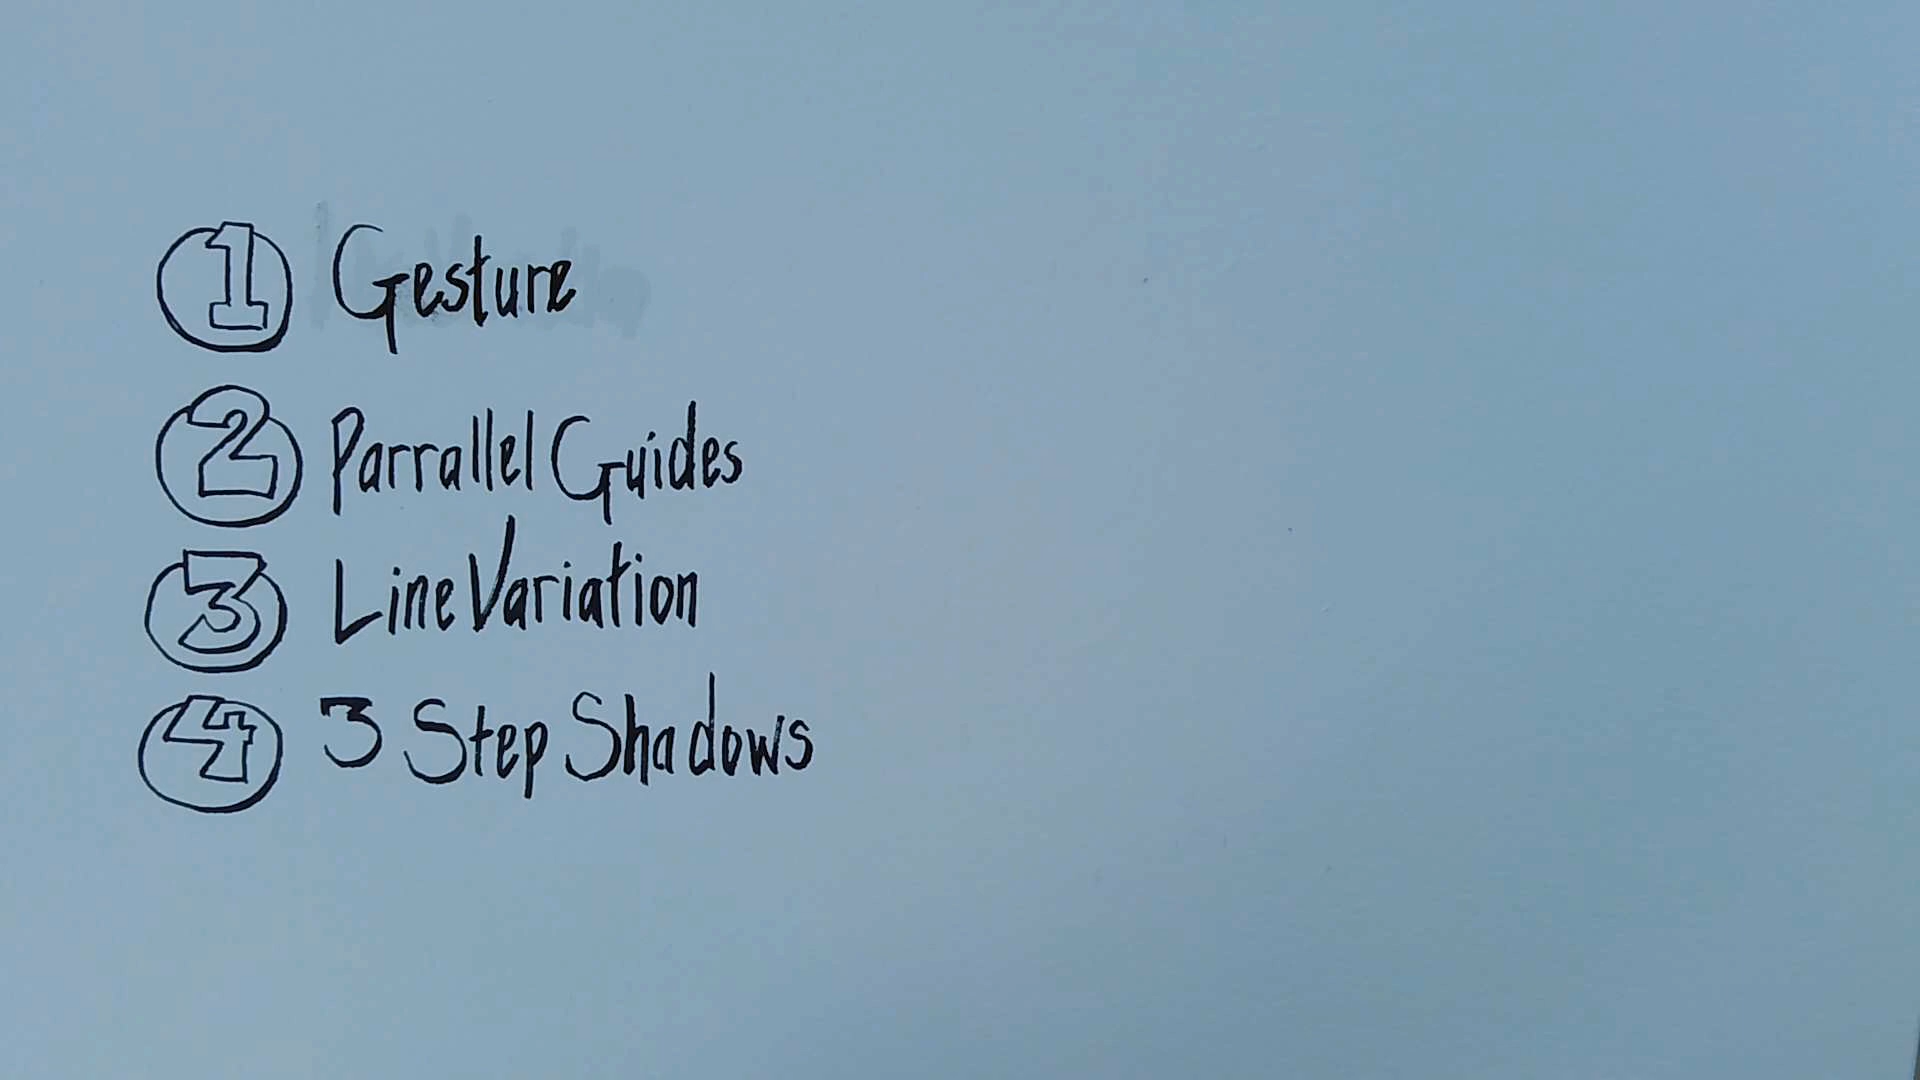 1 Gesture
2 Parrallel Guides
3 Line Variation
4 3 Step Shadows